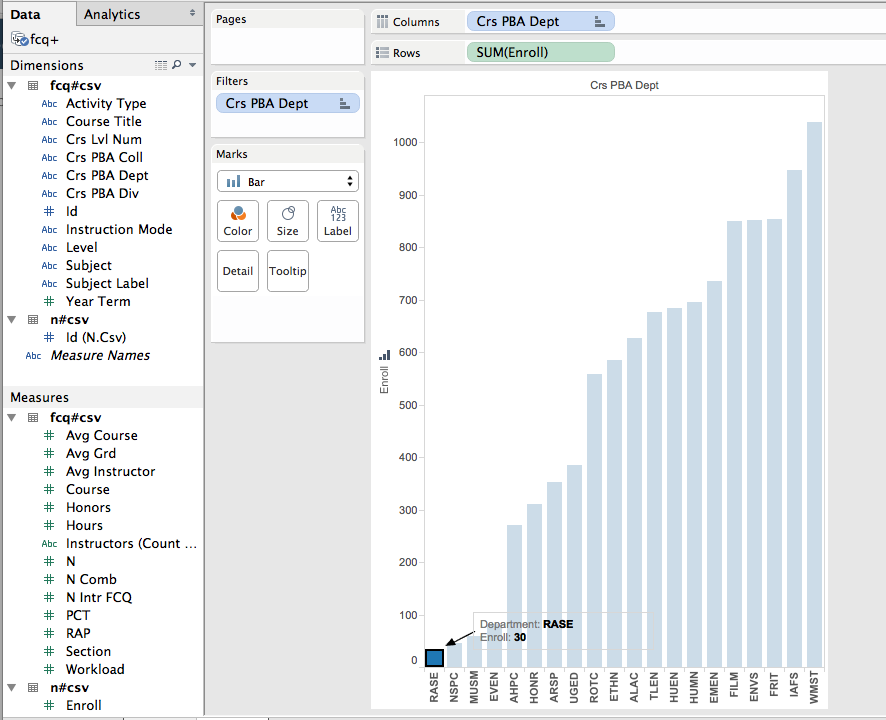 Data
Analytics
fcq+
Dimensions
fcq#csv
Abc Activity Type
Abc Course Title
Abc Crs Lvl Num
Abc Crs PBA Coll
Abc Crs PBA Dept
Abc Crs PBA Div
# Id
Abc Instruction Mode
Abc Level
Abc Subject
Abc Subject Label
# Year Term
n#csv
# Id (N.Csv)
Abc Measure Names
Measures
fcq#csv
# Avg Course
# Avg Grd
# Avg Instructor
# Course
# Honors
# Hours
Abc Instructors (Count ...
# N
# N Comb
# N Intr FCQ
# PCT
# RAP
# Section
# Workload
n#csv
# Enroll
Pages
Filters
Crs PBA Dept
Marks
Bar
Color
Size
Abc
123
Label
Detail
Tooltip
Columns
Crs PBA Dept
Rows
SUM(Enroll)
Crs PBA Dept
Enroll
1000
900
800
700
600
500
400
300
200
100
0
Department: RASE
Enroll: 30
RASE
NSPC
MUSM
EVEN
AHPC
HONR
ARSP
UGED
ROTC
ETHN
ALAC
TLEN
HUEN
HUMN
EMEN
FILM
ENVS
FRIT
IAFS
WMST